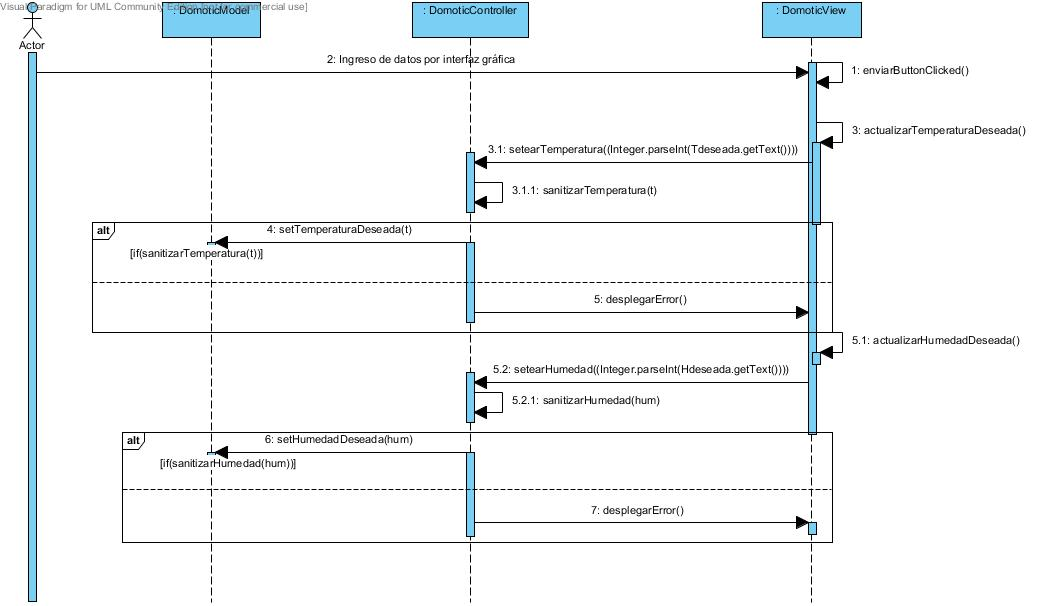 Visual Paradigm for UML Community Edition [not for commercial use]
: DomoticModel
: DomoticController
: DomoticView
Actor
2: Ingreso de datos por interfaz gráfica
1: enviarButtonClicked()
3: actualizarTemperaturaDeseada()
3.1: setearTemperatura((Integer.parseInt(Tdeseada.getText())))
3.1.1: sanitizarTemperatura(t)
alt
4: setTemperaturaDeseada(t)
[if(sanitizarTemperatura(t))]
5: desplegarError()
5.1: actualizarHumedadDeseada()
5.2: setearHumedad((Integer.parseInt(Hdeseada.getText())))
5.2.1: sanitizarHumedad(hum)
alt
6: setHumedadDeseada(hum)
[if(sanitizarHumedad(hum))]
7: desplegarError()